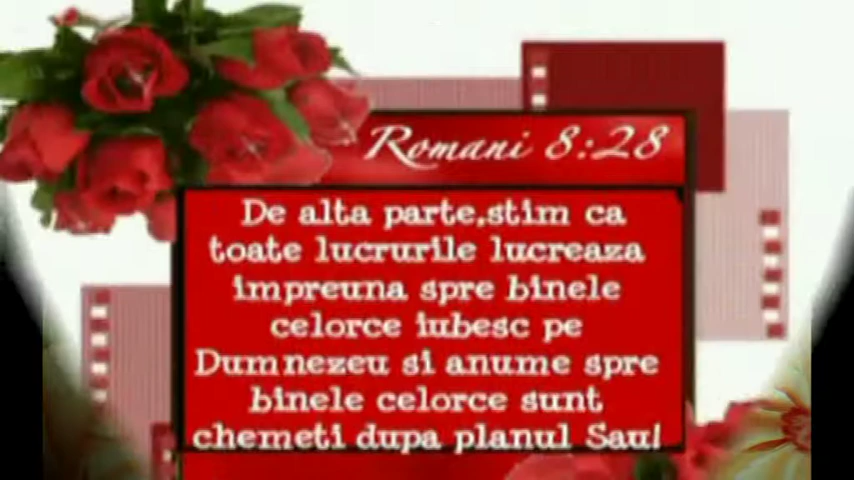 Romani 8:28
De alta parte,stim ca
toate lucrurile lucreaza
impreuna spre binele
celorce iubesc pe
Dumnezeu si anume spre
binele celorce sunt
chemeti dupa planul Sau!